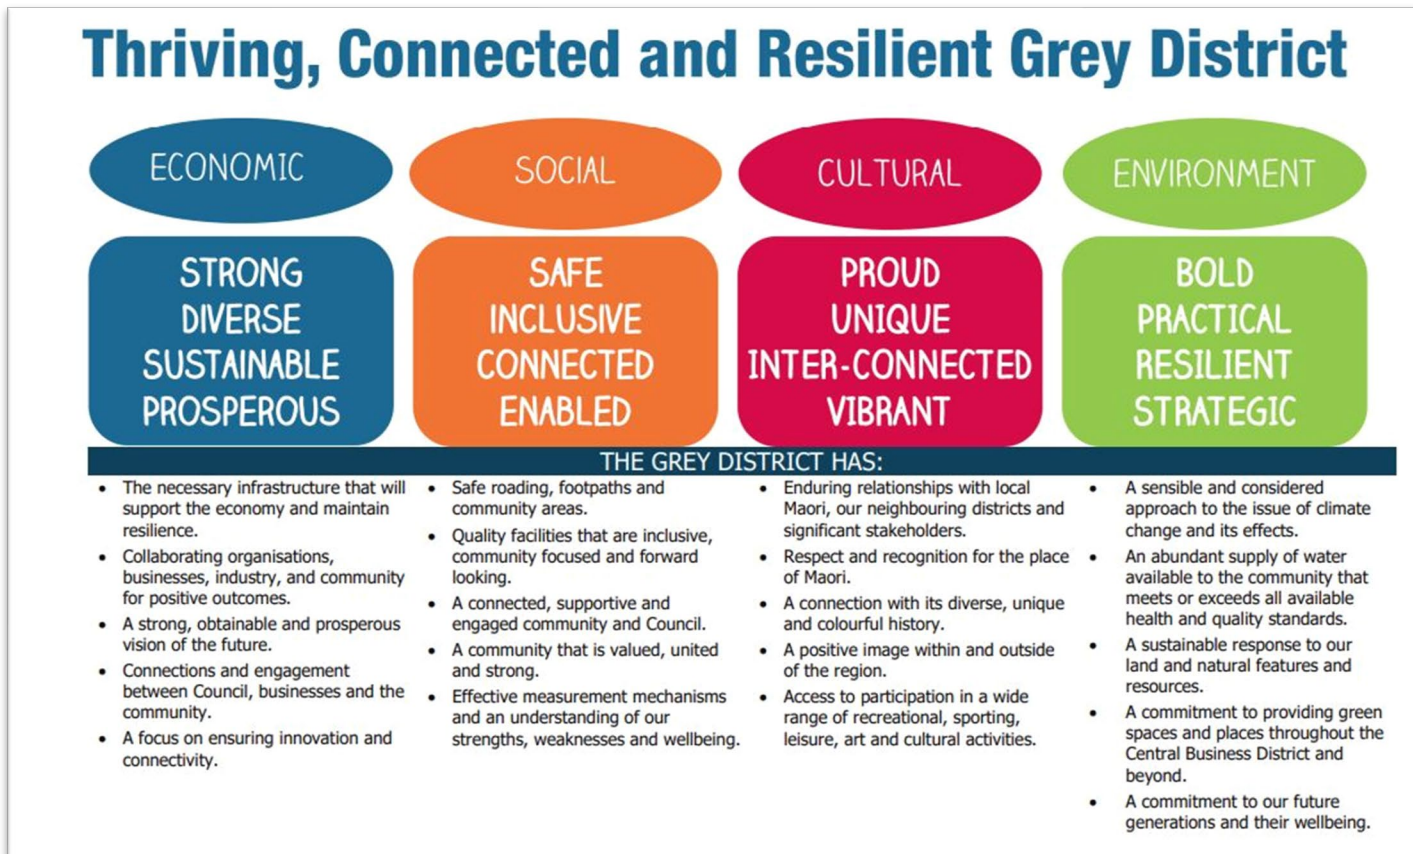 Thriving, Connected and Resilient Grey District
ECONOMIC
SOCIAL
CULTURAL
ENVIRONMENT
STRONG
DIVERSE
SUSTAINABLE
PROSPEROUS
SAFE
INCLUSIVE
CONNECTED
ENABLED
PROUD
UNIQUE
INTER-CONNECTED
VIBRANT
BOLD
PRACTICAL
RESILIENT
STRATEGIC
THE GREY DISTRICT HAS:
• The necessary infrastructure that will
support the economy and maintain
resilience.
• Collaborating organisations,
businesses, industry, and community
for positive outcomes.
• A strong, obtainable and prosperous
vision of the future.
• Connections and engagement
between Council, businesses and the
community.
• A focus on ensuring innovation and
connectivity.
• Safe roading, footpaths and
community areas.
• Quality facilities that are inclusive,
community focused and forward
looking.
• A connected, supportive and
engaged community and Council.
• A community that is valued, united
and strong.
• Effective measurement mechanisms
and an understanding of our
strengths, weaknesses and wellbeing.
• Enduring relationships with local
Maori, our neighbouring districts and
significant stakeholders.
• Respect and recognition for the place
of Maori.
• A connection with its diverse, unique
and colourful history.
• A positive image within and outside
of the region.
• Access to participation in a wide
range of recreational, sporting,
leisure, art and cultural activities.
• A sensible and considered
approach to the issue of climate
change and its effects.
• An abundant supply of water
available to the community that
meets or exceeds all available
health and quality standards.
• A sustainable response to our
land and natural features and
resources.
• A commitment to providing green
spaces and places throughout the
Central Business District and
beyond.
• A commitment to our future
generations and their wellbeing.